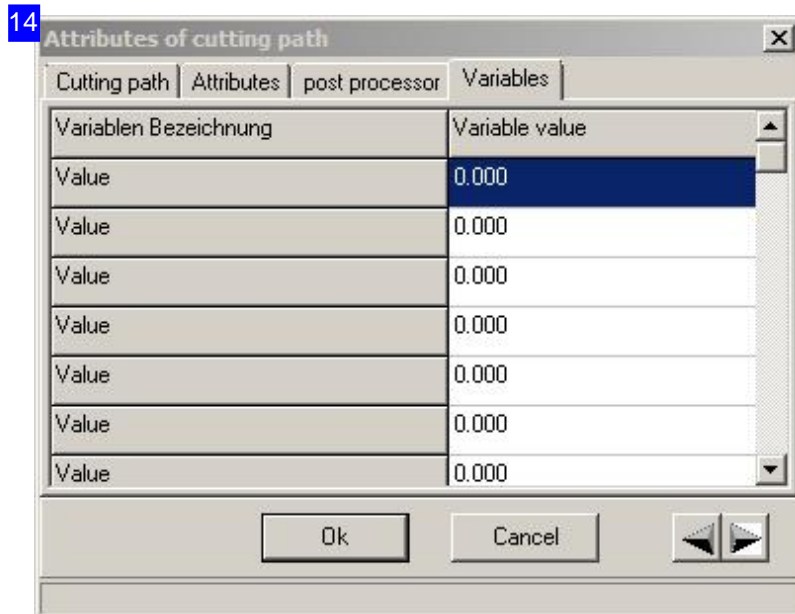 14
Attributes of cutting path
Cutting path Attributes post processor Variables
Variablen Bezeichnung Variable value
Value 0.000
Value 0.000
Value 0.000
Value 0.000
Value 0.000
Value 0.000
Value 0.000
Ok Cancel